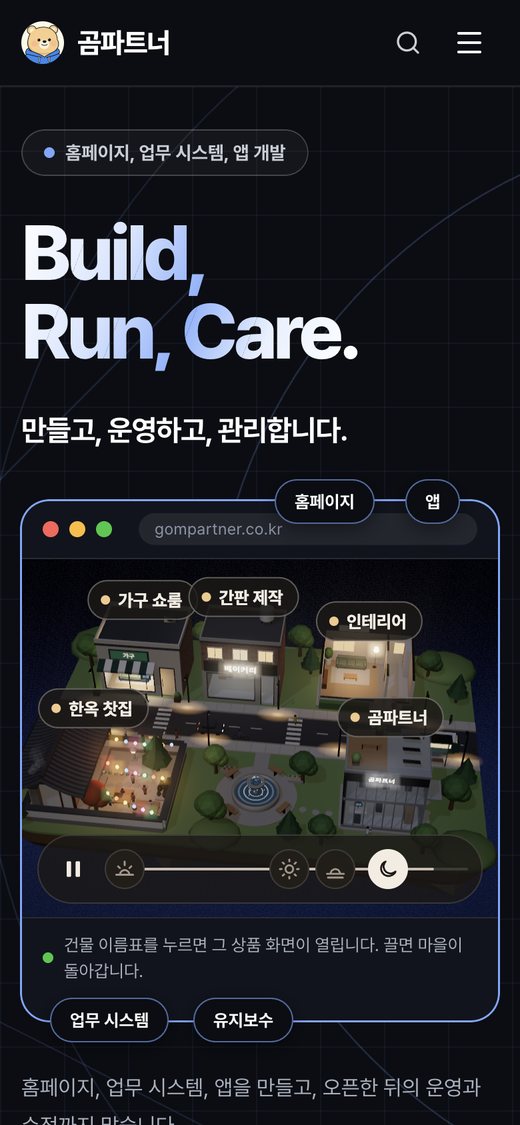 곰파트너
홈페이지, 업무 시스템, 앱 개발
Build,
Run, Care.
만들고, 운영하고, 관리합니다.
홈페이지
앱
gompartner.co.kr
가구 쇼룸
간판 제작
인테리어
가구
베이커리
한옥 찻집
곰파트너
곰파트너
건물 이름표를 누르면 그 상품 화면이 열립니다. 끌면 마을이
돌아갑니다.
업무 시스템
유지보수
홈페이지, 업무 시스템, 앱을 만들고, 오픈한 뒤의 운영과